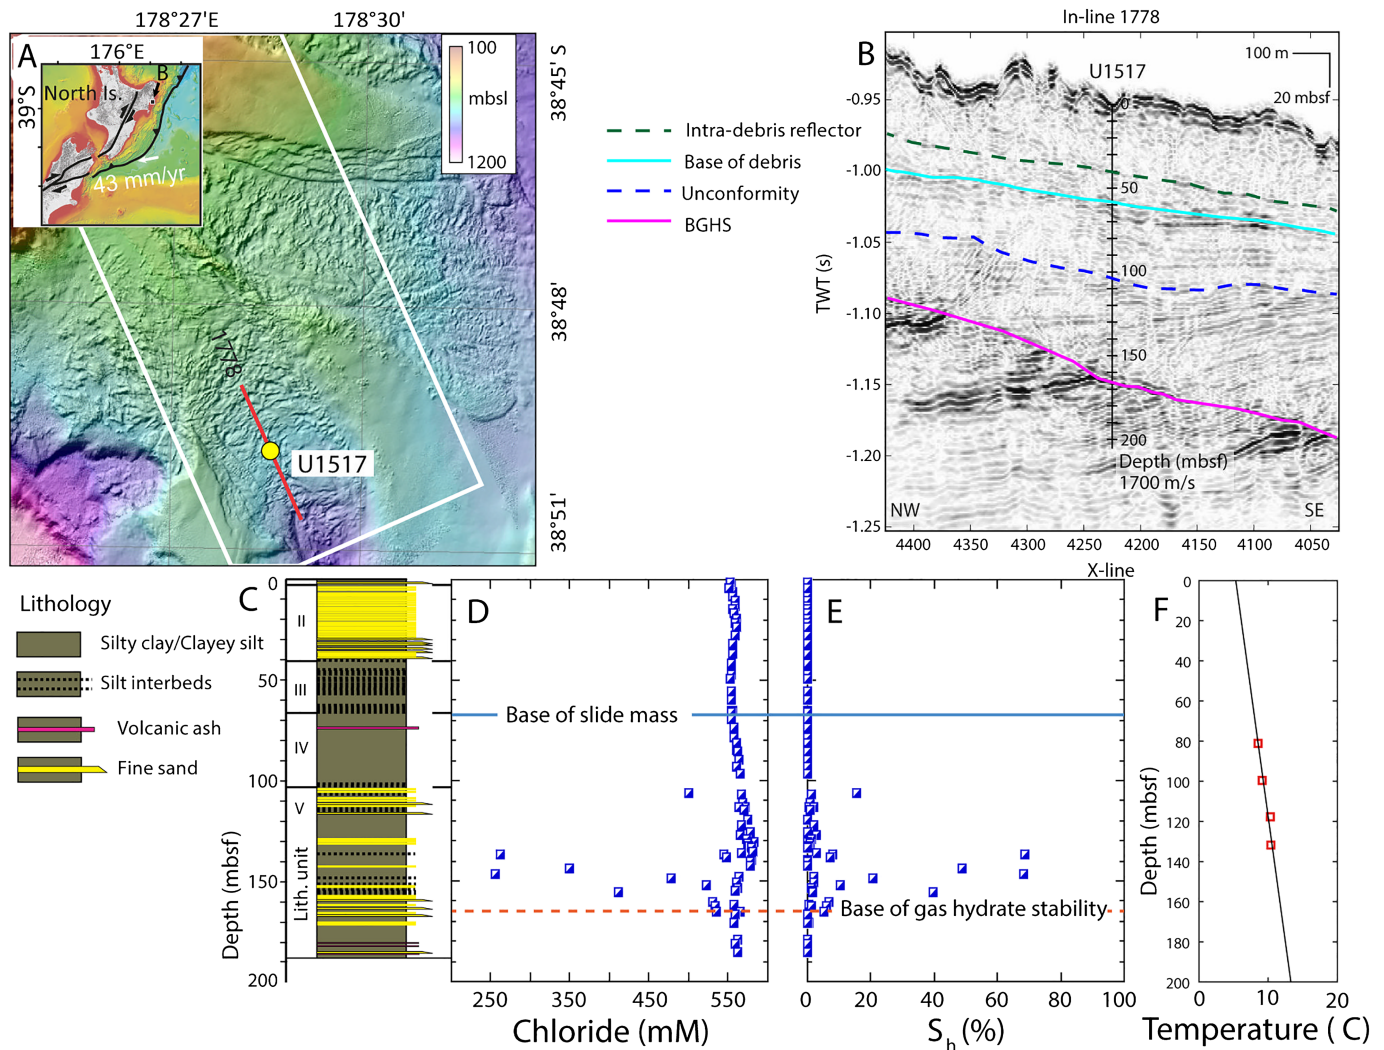 178°27'E
178°30'
A
176°E
39°S
North Is.
B
43 mm/yr
100
mbsl
1200
38°45' S
38°48'
38°51'
1778
U1517
Intra-debris reflector
Base of debris
Unconformity
BGHS
In-line 1778
B
U1517
100 m
20 mbsf
0
50
100
150
200
Depth (mbsf)
1700 m/s
NW
SE
TWT (s)
-0.95
-1.00
-1.05
-1.10
-1.15
-1.20
-1.25
4400
4350
4300
4250
4200
4150
4100
4050
X-line
Lithology
Silty clay/Clayey silt
Silt interbeds
Volcanic ash
Fine sand
C
Depth (mbsf)
0
50
100
150
200
II
III
IV
V
Lith. unit
D
Base of slide mass
250
350
450
550
Chloride (mM)
E
Base of gas hydrate stability
0
20
40
60
80
100
Sh (%)
F
Depth (mbsf)
0
20
40
60
80
100
120
140
160
180
200
0
10
20
Temperature ( C)